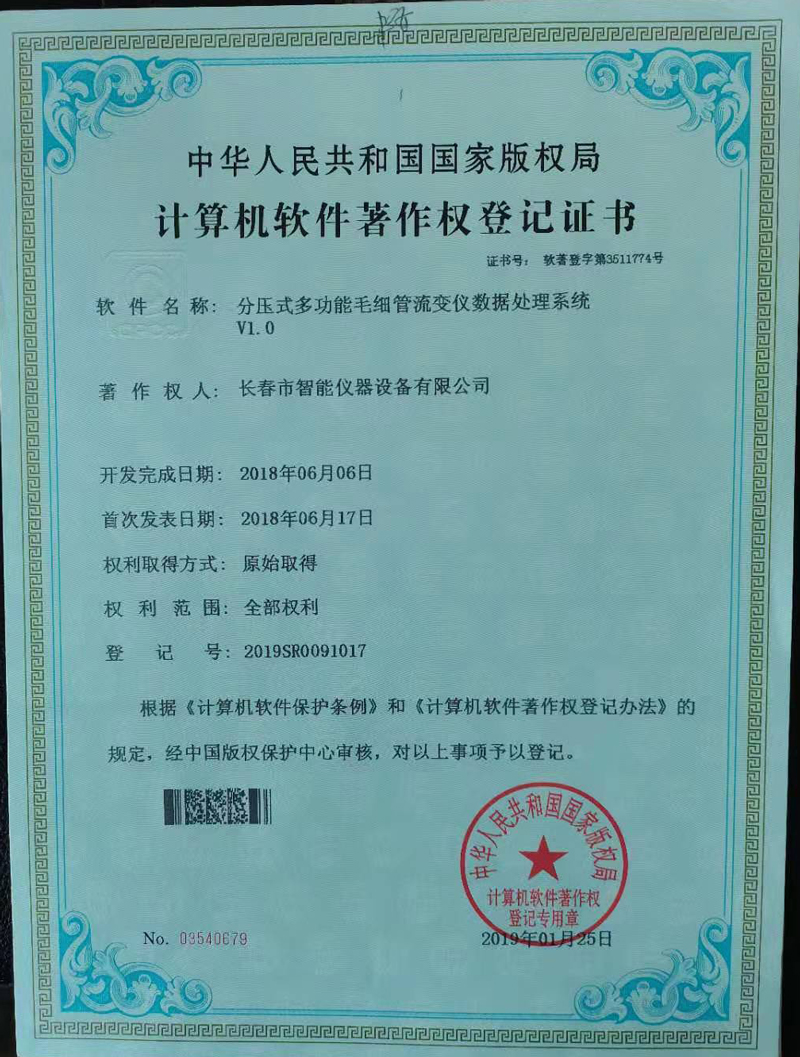 中华人民共和国国家版权局
计算机软件著作权登记证书
证书号: 软著登字第3511774号
软件名称: 分压式多功能毛细管流变仪数据处理系统
V1.0
著作权人: 长春市智能仪器设备有限公司
开发完成日期: 2018年06月06日
首次发表日期: 2018年06月17日
权利取得方式: 原始取得
权利范围: 全部权利
登记号: 2019SR0091017
根据《计算机软件保护条例》和《计算机软件著作权登记办法》的
规定，经中国版权保护中心审核，对以上事项予以登记。
中华人民共和国国家版权局
计算机软件著作权
登记专用章
No. 03540679
2019年01月25日